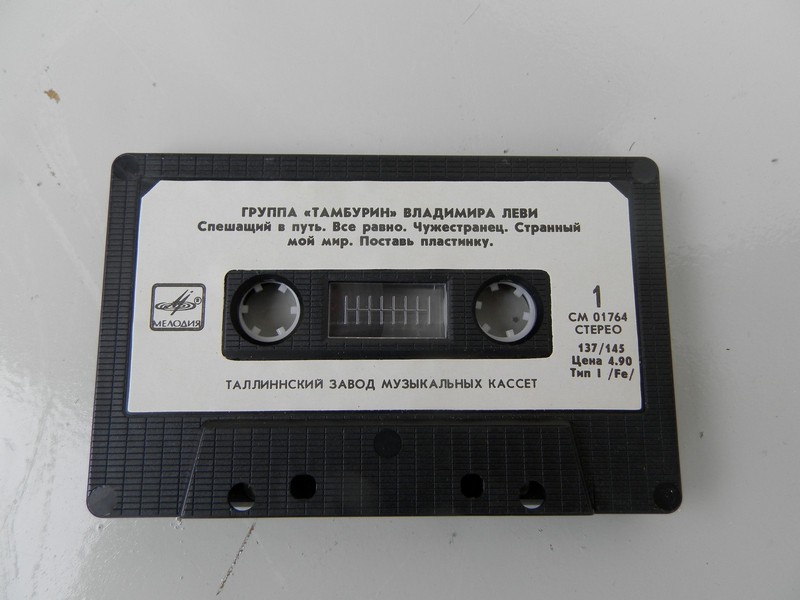 ГРУППА «ТАМБУРИН» ВЛАДИМИРА ЛЕВИ
Спешащий в путь. Все равно. Чужестранец. Странный
мой мир. Поставь пластинку.
®
МЕЛОДИЯ
1
СМ 01764
СТЕРЕО
137/145
Цена 4.90
Тип I /Fe/
ТАЛЛИННСКИЙ ЗАВОД МУЗЫКАЛЬНЫХ КАССЕТ